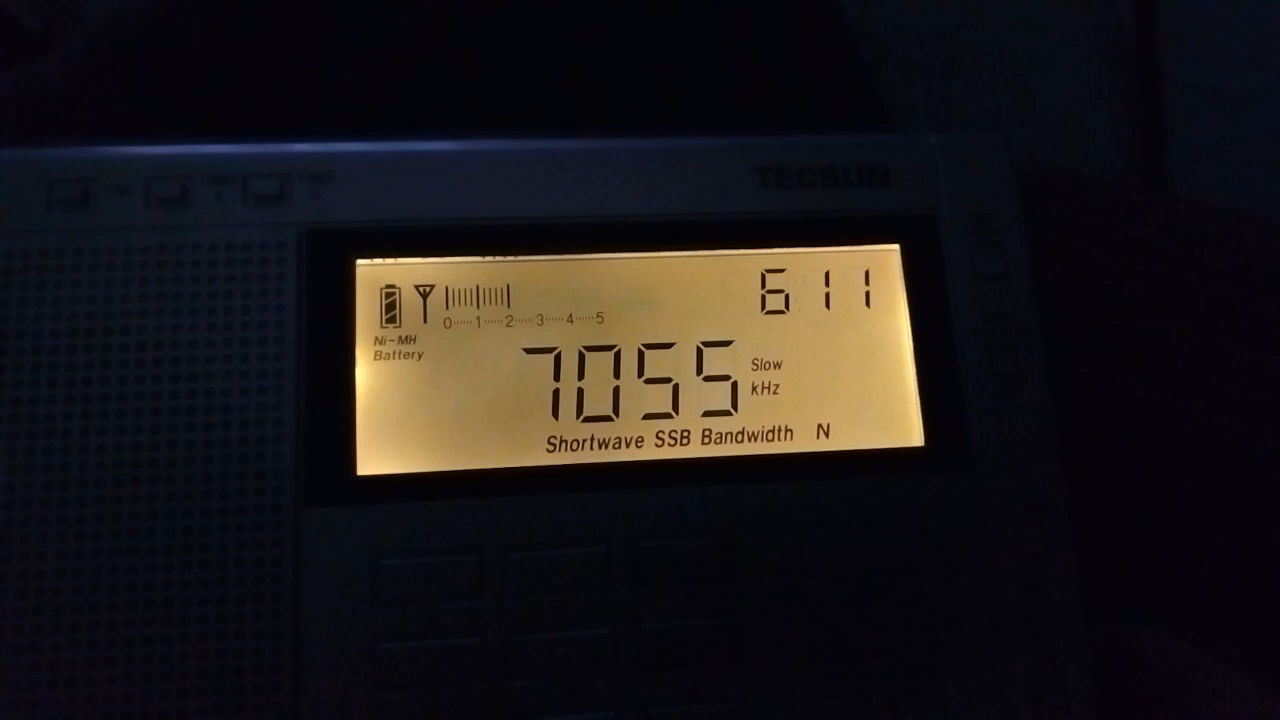 TECSUN
611
0 1 2 3 4 5
Ni-MH
Battery
7055 Slow
kHz
Shortwave SSB Bandwidth N